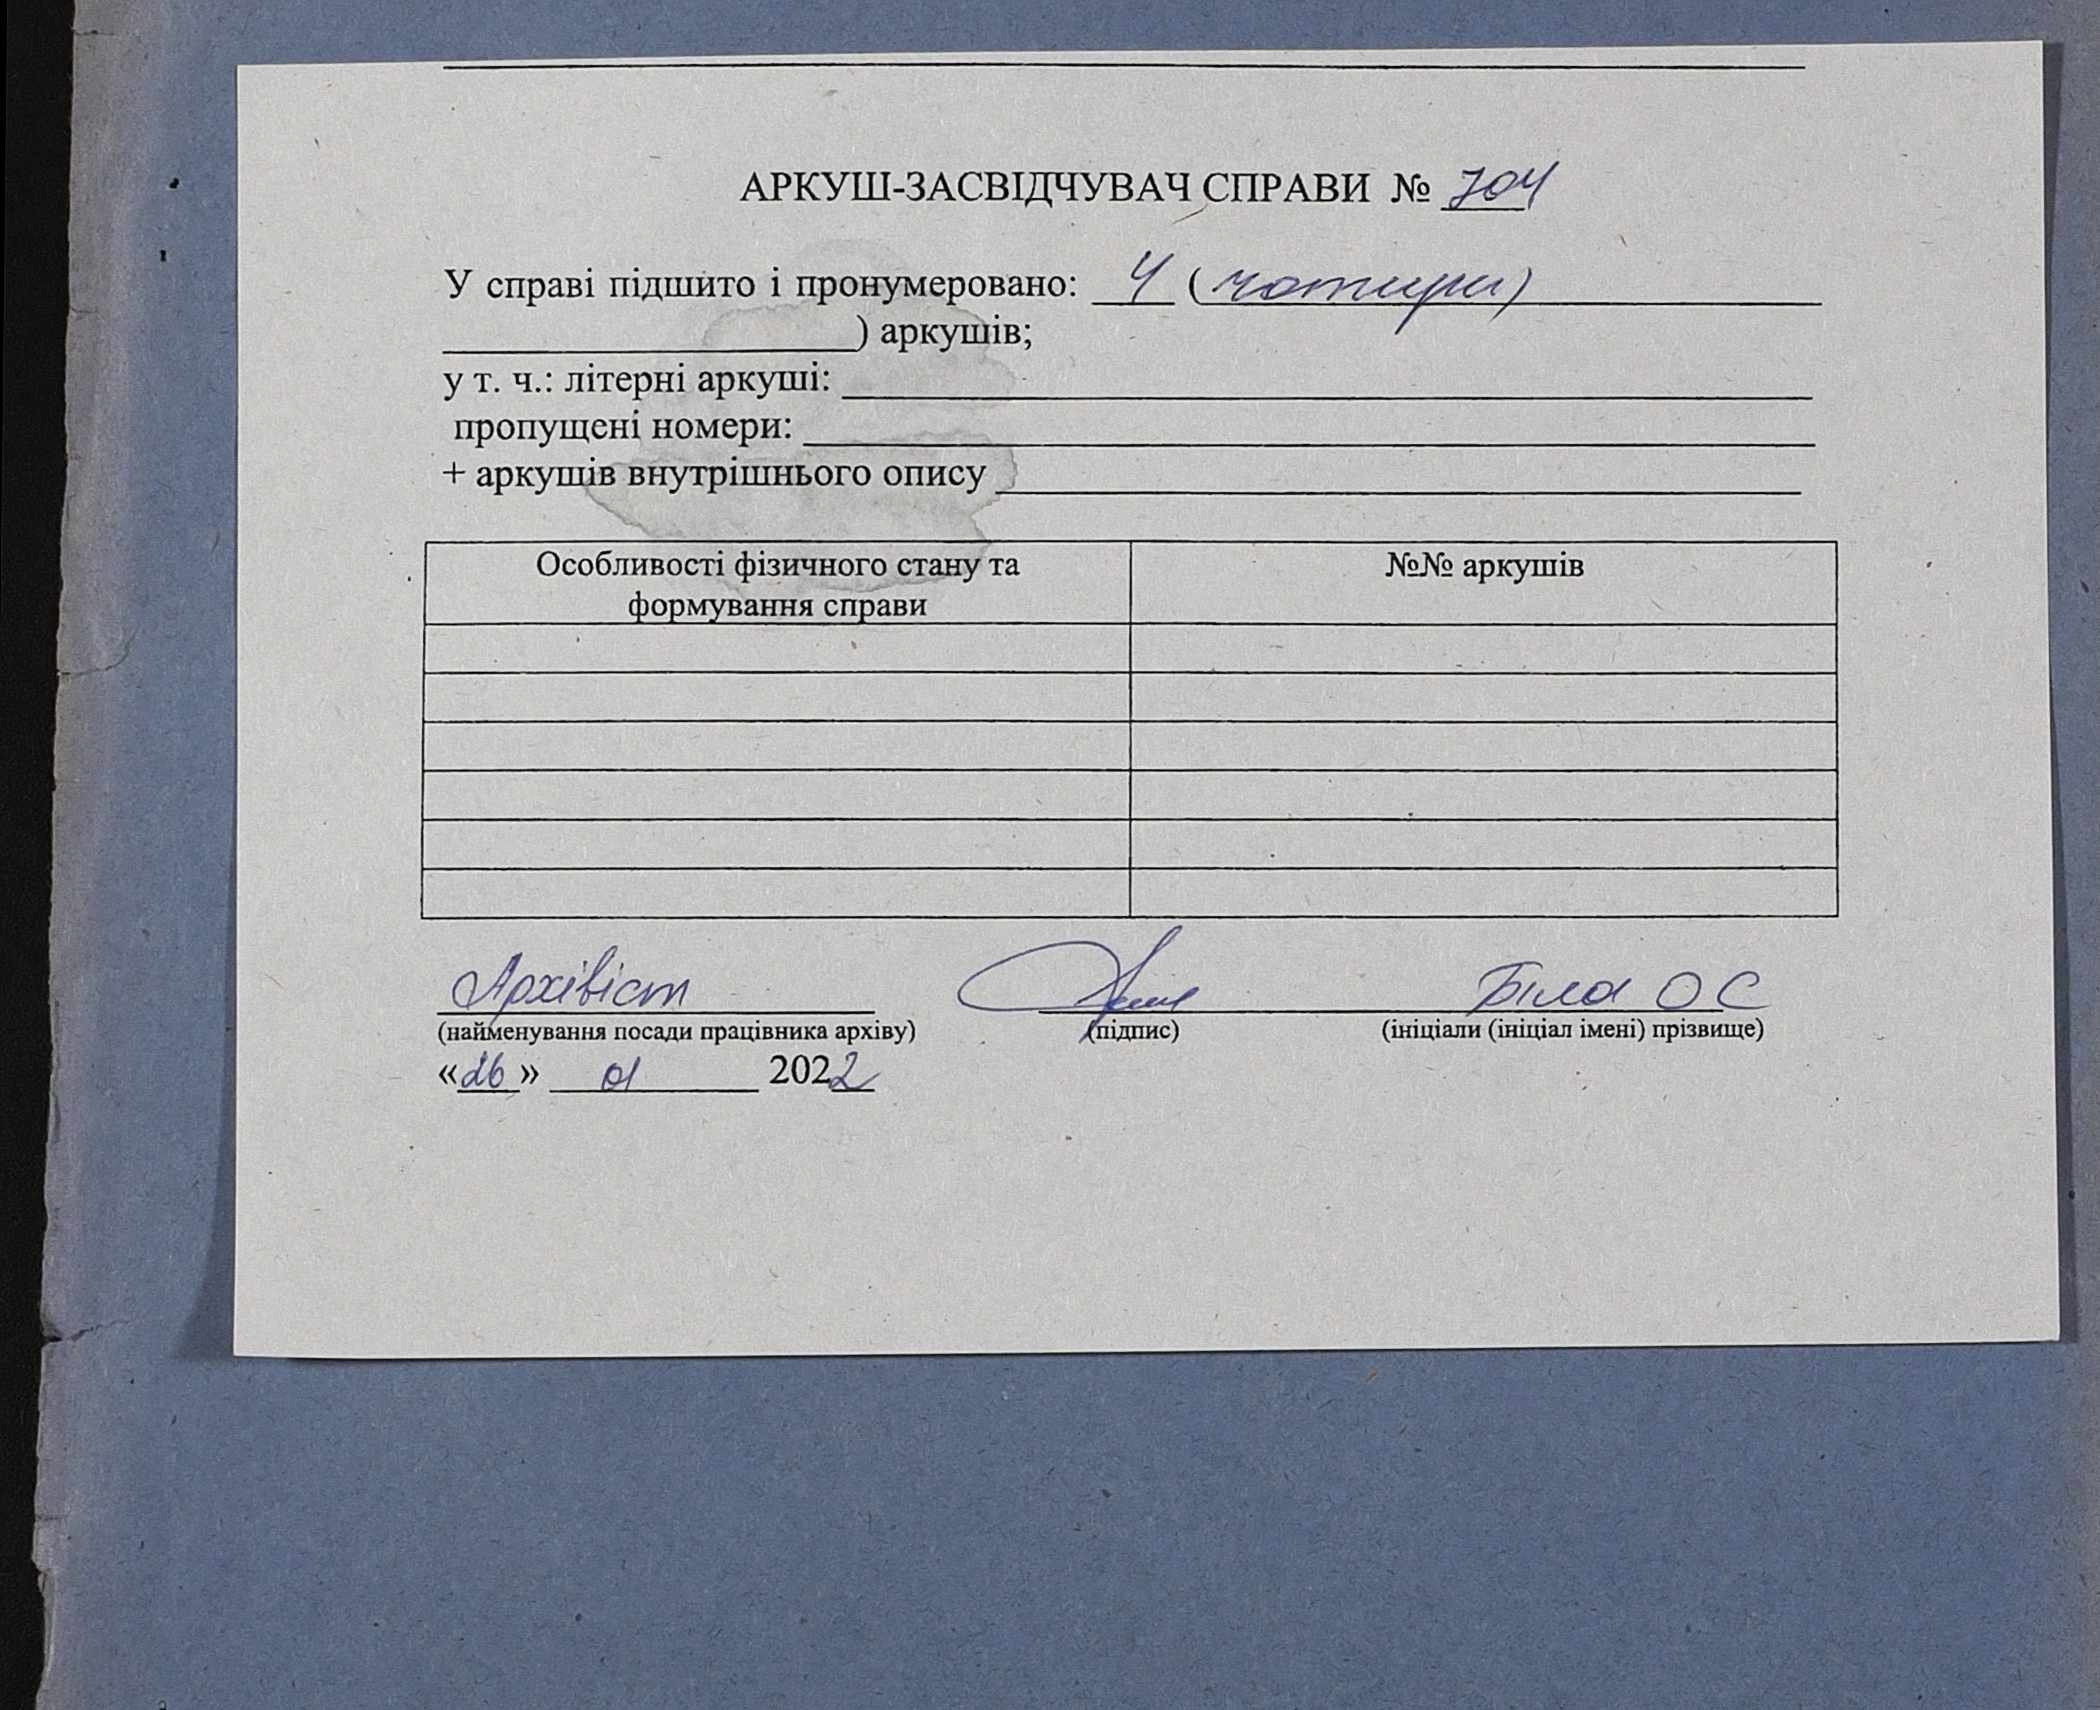 АРКУШ-ЗАСВІДЧУВАЧ СПРАВИ № 704
У справі підшито і пронумеровано: 4 (чотири)
) аркушів;
у т. ч.: літерні аркуші:
пропущені номери:
+ аркушів внутрішнього опису
Особливості фізичного стану та формування справи №№ аркушів
Архівіст Біла О С
(найменування посади працівника архіву) (підпис) (ініціали (ініціал імені) прізвище)
«26» 01 2022